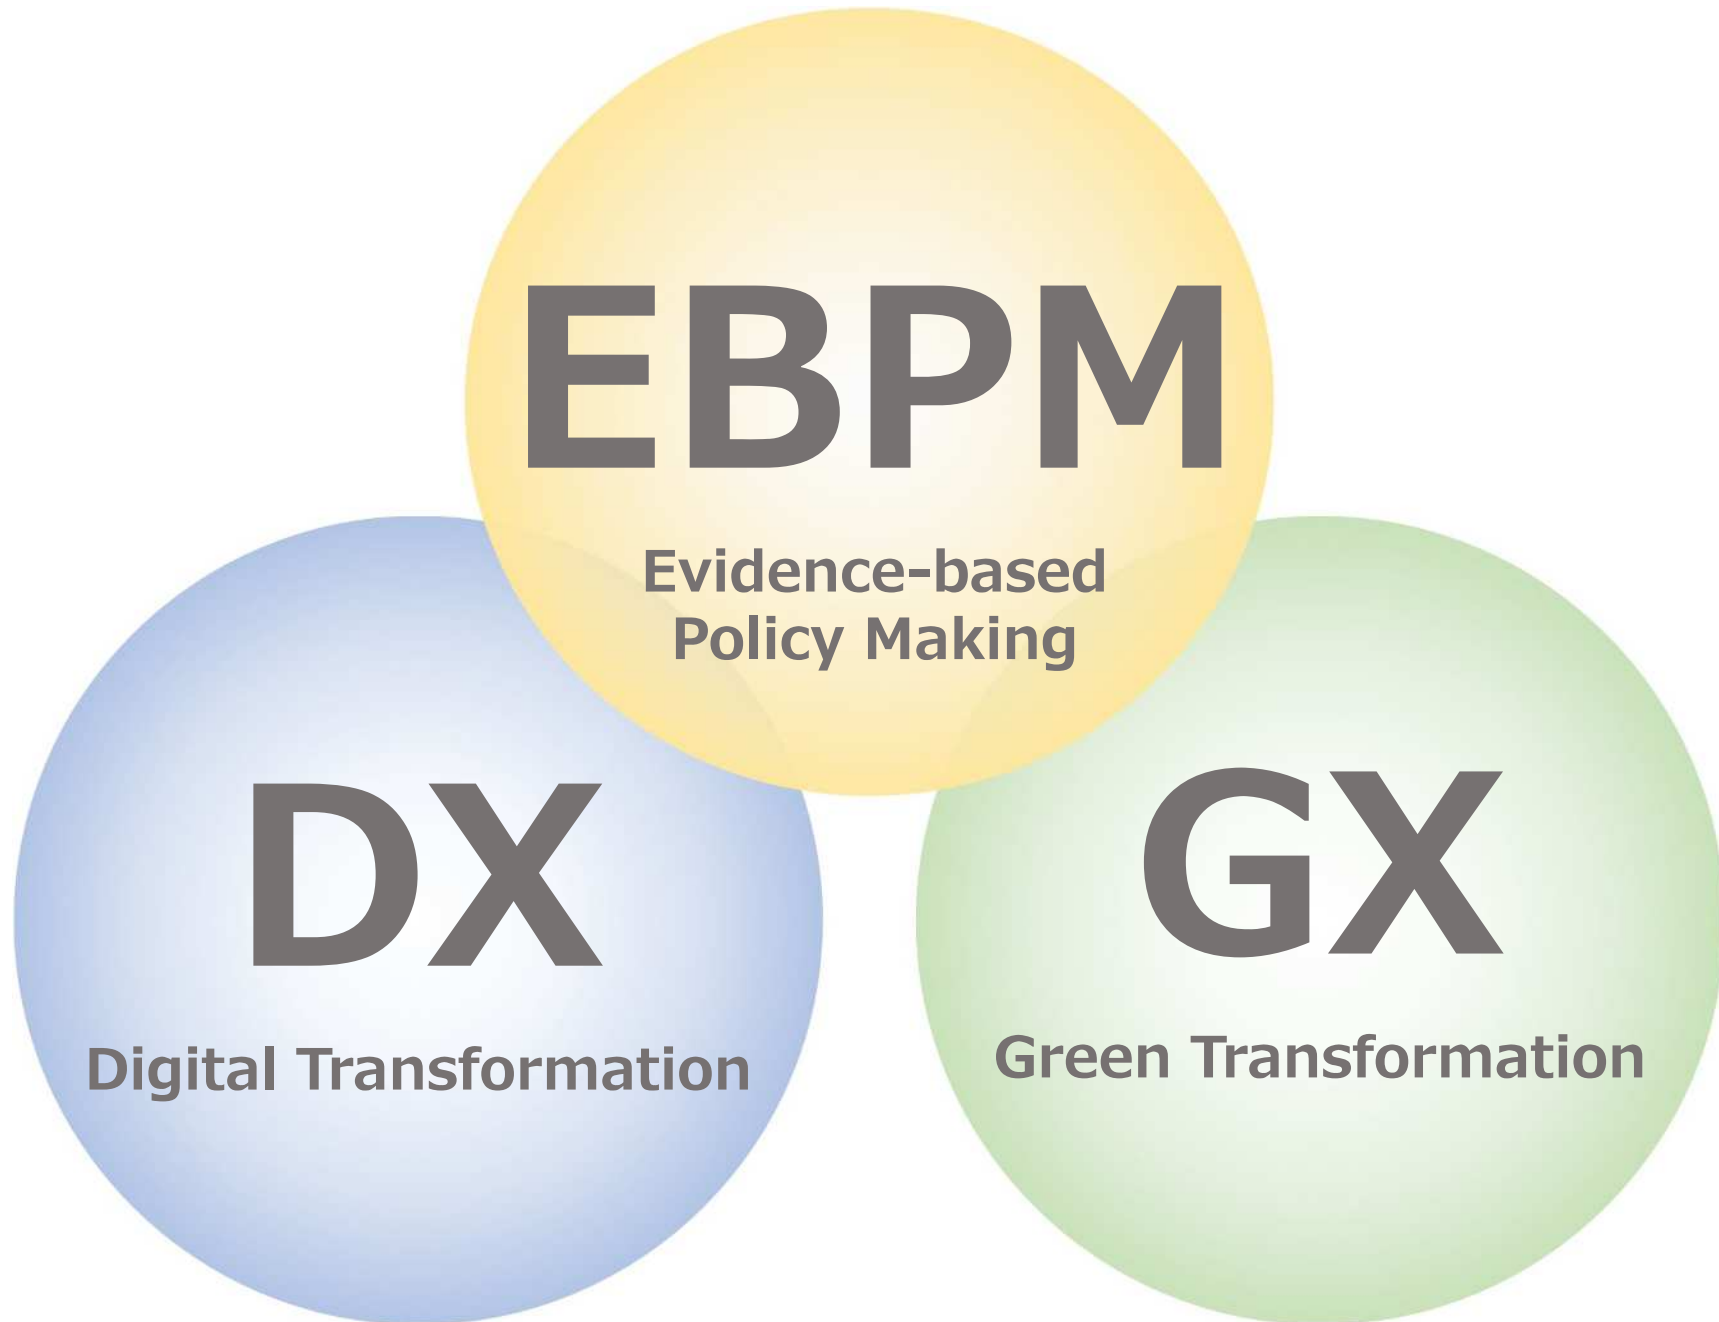 EBPM
Evidence-based
Policy Making
DX
Digital Transformation
GX
Green Transformation